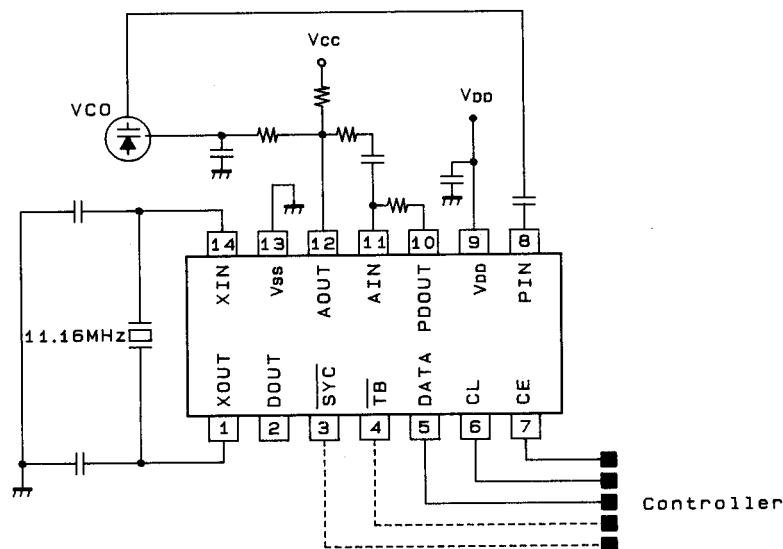 Vcc
VCO
VDD
14 13 12 11 10 9 8
XIN Vss AOUT AIN PDOUT VDD PIN
11.16MHz
XOUT DOUT SYC TB DATA CL CE
1 2 3 4 5 6 7
Controller